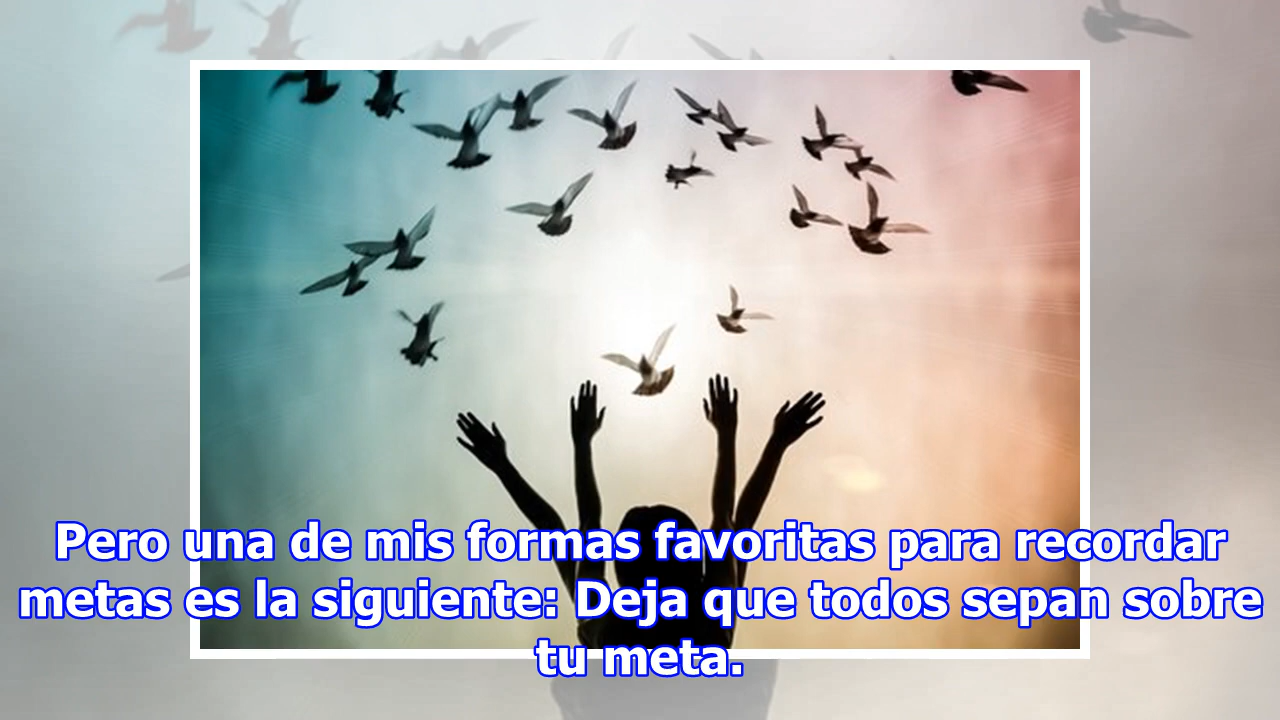 Pero una de mis formas favoritas para recordar
metas es la siguiente: Deja que todos sepan sobre
tu meta.